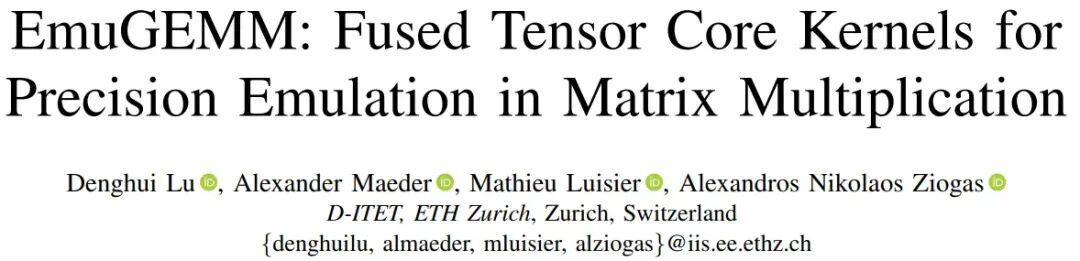 EmuGEMM: Fused Tensor Core Kernels for
Precision Emulation in Matrix Multiplication
Denghui Lu, Alexander Maeder, Mathieu Luisier, Alexandros Nikolaos Ziogas
D-ITET, ETH Zurich, Zurich, Switzerland
{denghuilu, almaeder, mluisier, alziogas}@iis.ee.ethz.ch